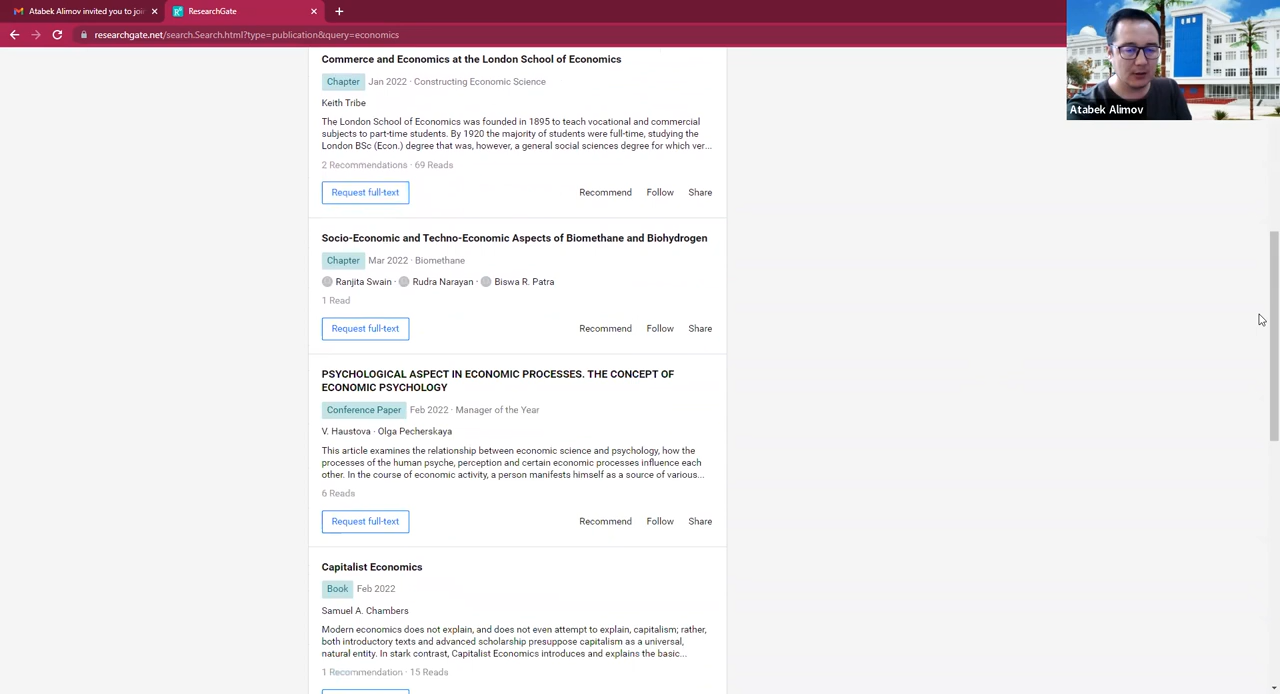 Atabek Alimov invited you to joi
ResearchGate
researchgate.net/search.Search.html?type=publication&query=economics
Atabek Alimov
Commerce and Economics at the London School of Economics
Chapter Jan 2022 · Constructing Economic Science
Keith Tribe
The London School of Economics was founded in 1895 to teach vocational and commercial
subjects to part-time students. By 1920 the majority of students were full-time, studying the
London BSc (Econ.) degree that was, however, a general social sciences degree for which ver...
2 Recommendations · 69 Reads
Request full-text Recommend Follow Share
Socio-Economic and Techno-Economic Aspects of Biomethane and Biohydrogen
Chapter Mar 2022 · Biomethane
Ranjita Swain · Rudra Narayan · Biswa R. Patra
1 Read
Request full-text Recommend Follow Share
PSYCHOLOGICAL ASPECT IN ECONOMIC PROCESSES. THE CONCEPT OF
ECONOMIC PSYCHOLOGY
Conference Paper Feb 2022 · Manager of the Year
V. Haustova · Olga Pecherskaya
This article examines the relationship between economic science and psychology, how the
processes of the human psyche, perception and certain economic processes influence each
other. In the course of economic activity, a person manifests himself as a source of various...
6 Reads
Request full-text Recommend Follow Share
Capitalist Economics
Book Feb 2022
Samuel A. Chambers
Modern economics does not explain, and does not even attempt to explain, capitalism; rather,
both introductory texts and advanced scholarship presuppose capitalism as a universal,
natural entity. In stark contrast, Capitalist Economics introduces and explains the basic...
1 Recommendation · 15 Reads